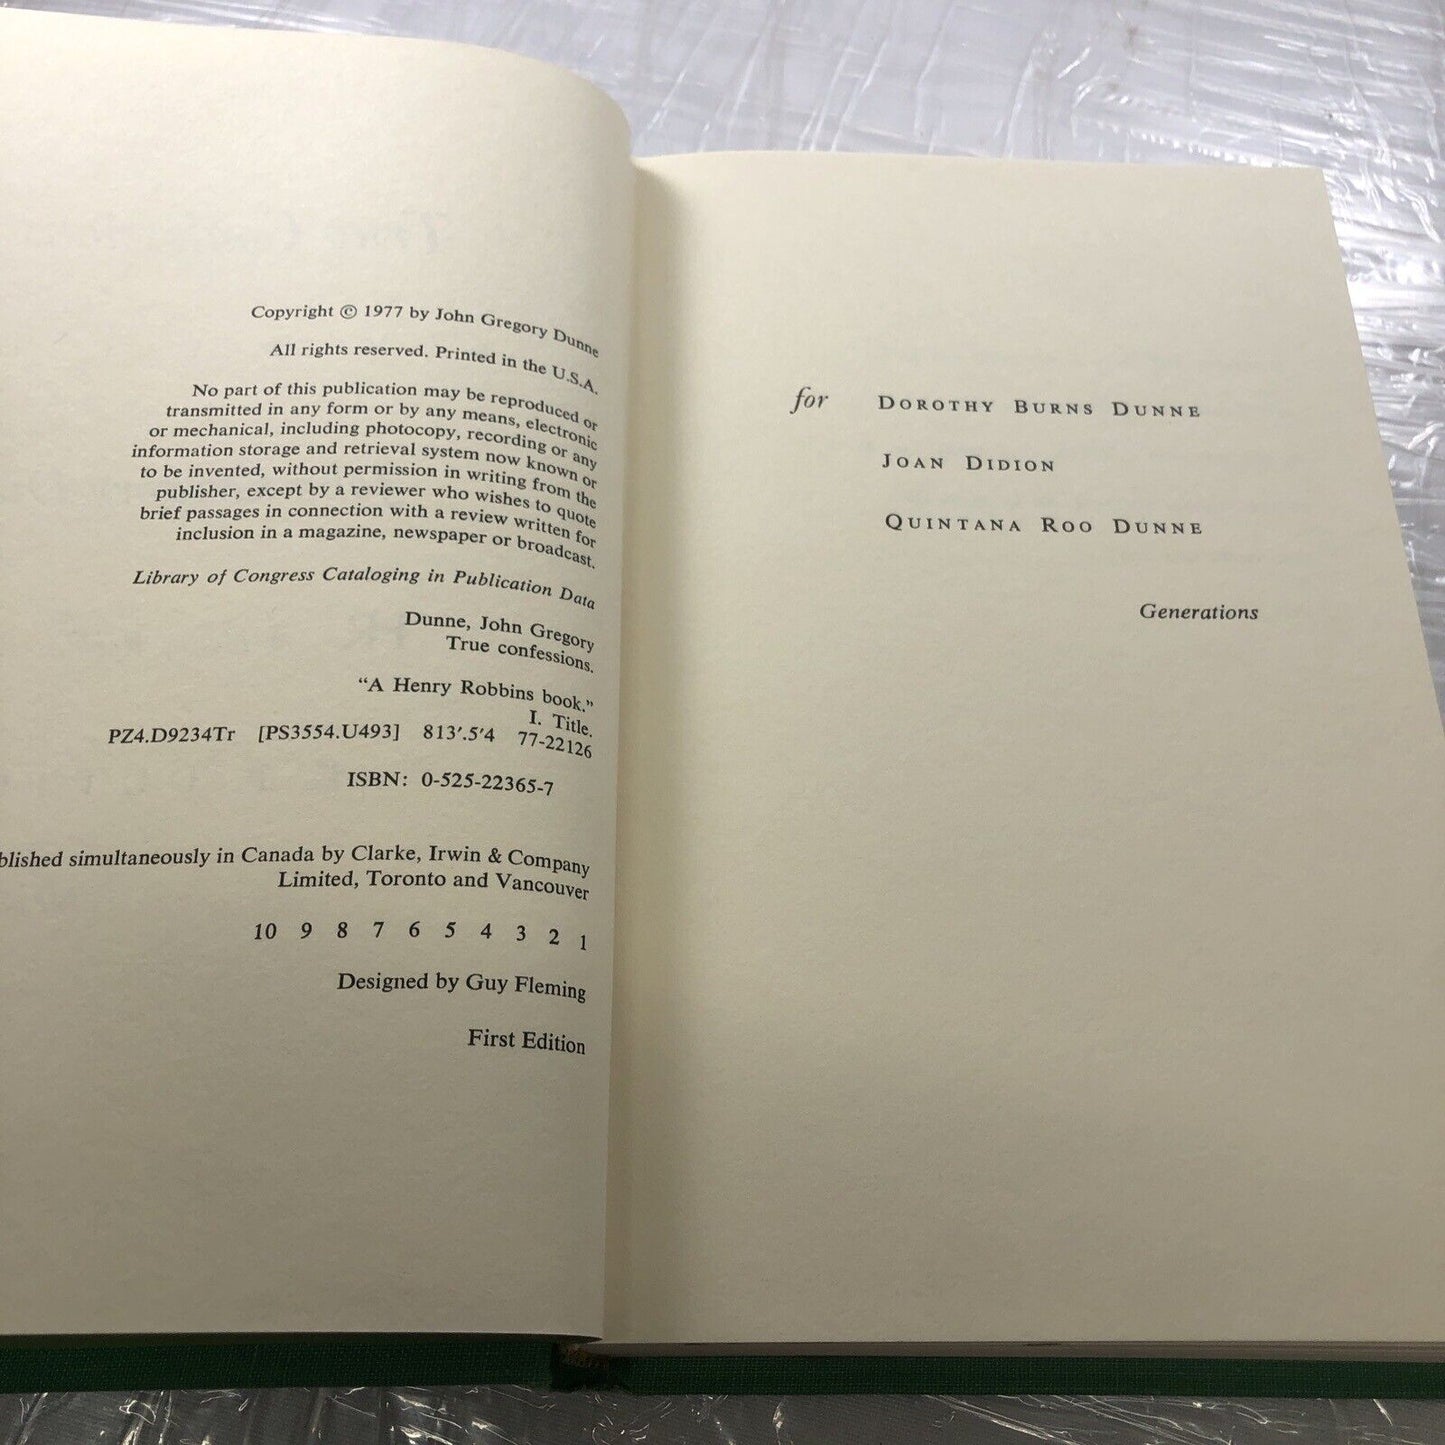 Copyright © 1977 by John Gregory Dunne
All rights reserved. Printed in the U.S.A.
No part of this publication may be reproduced or
transmitted in any form or by any means, electronic
or mechanical, including photocopy, recording or any
information storage and retrieval system now known or
to be invented, without permission in writing from the
publisher, except by a reviewer who wishes to quote
brief passages in connection with a review written for
inclusion in a magazine, newspaper or broadcast.
Library of Congress Cataloging in Publication Data
Dunne, John Gregory
True confessions.
"A Henry Robbins book."
I. Title.
PZ4.D9234Tr [PS3554.U493] 813'.5'4 77-22126
ISBN: 0-525-22365-7
blished simultaneously in Canada by Clarke, Irwin & Company
Limited, Toronto and Vancouver
10 9 8 7 6 5 4 3 2 1
Designed by Guy Fleming
First Edition
for DOROTHY BURNS DUNNE
JOAN DIDION
QUINTANA ROO DUNNE
Generations